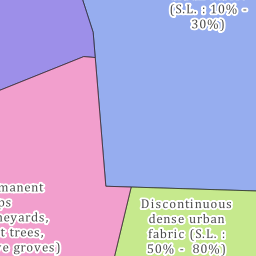 (S.L. : 10% -
30%)
Discontinuous
dense urban
fabric (S.L. :
50% -  80%)
manent
ps
neyards,
t trees,
e groves)